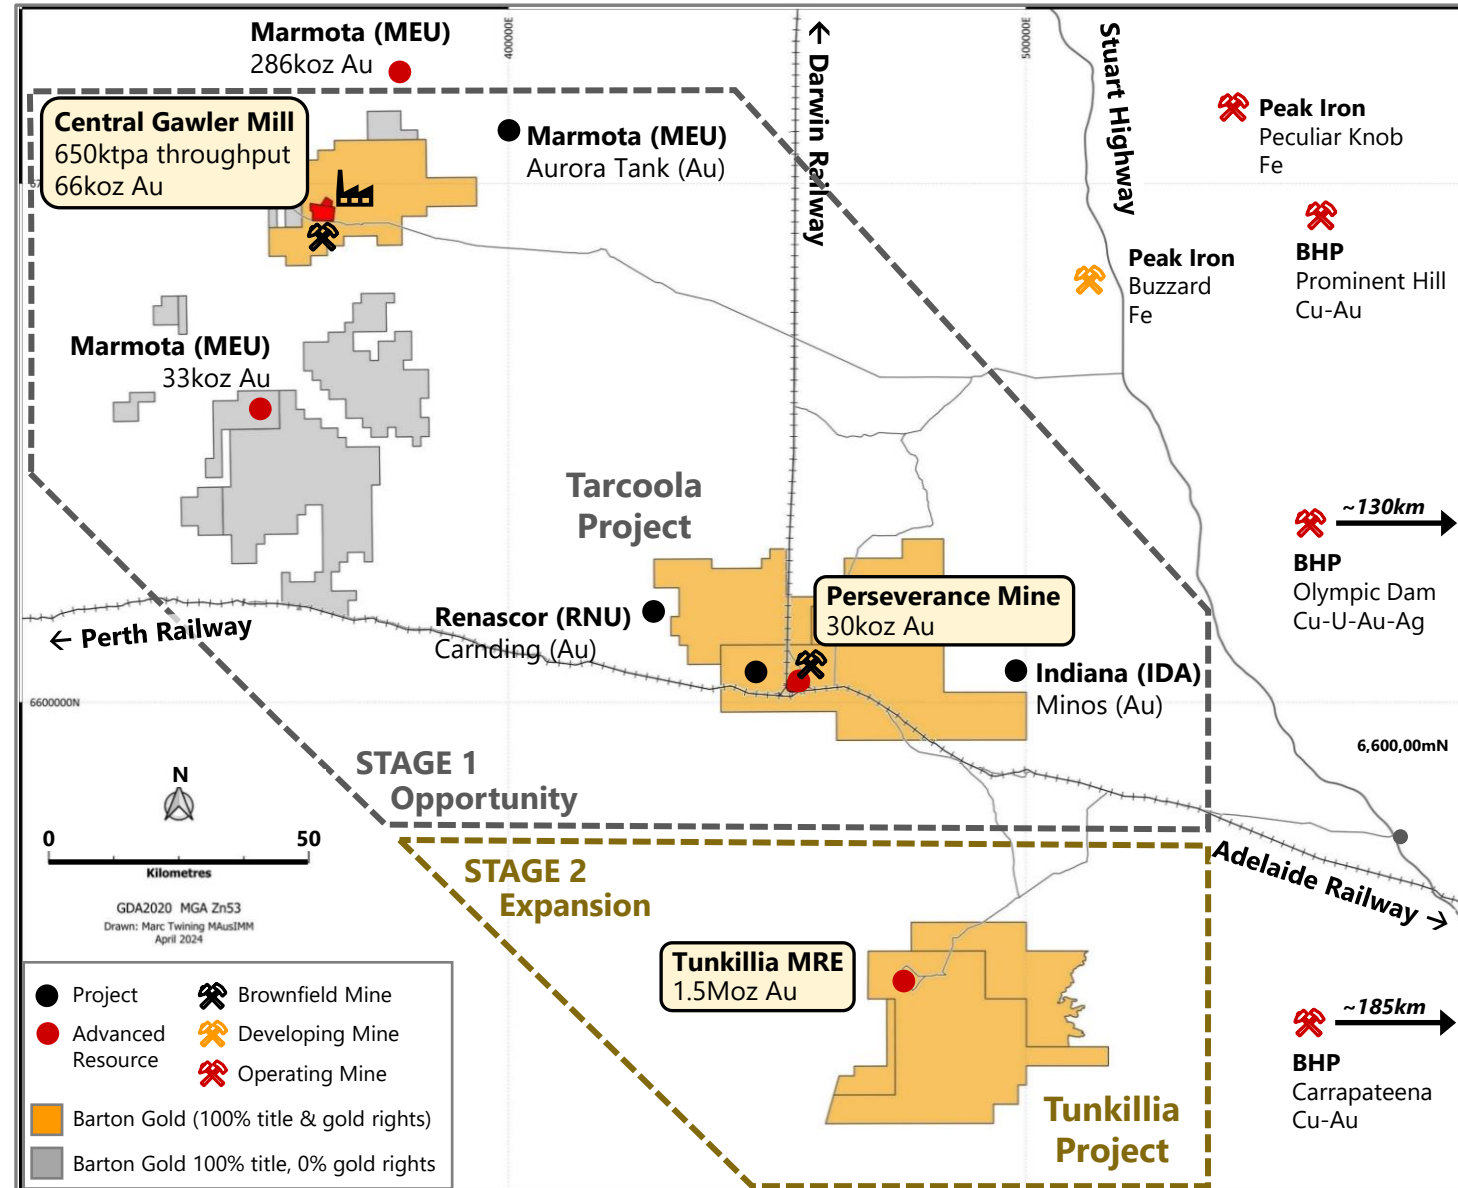 Marmota (MEU)
286koz Au
400000E
500000E
← Darwin Railway
Stuart Highway
Peak Iron
Peculiar Knob
Fe
Central Gawler Mill
650ktpa throughput
66koz Au
Marmota (MEU)
Aurora Tank (Au)
BHP
Prominent Hill
Cu-Au
Peak Iron
Buzzard
Fe
Marmota (MEU)
33koz Au
Tarcoola
Project
~130km
BHP
Olympic Dam
Cu-U-Au-Ag
Perseverance Mine
30koz Au
Renascor (RNU)
Carnding (Au)
← Perth Railway
Indiana (IDA)
Minos (Au)
6600000N
6,600,00mN
STAGE 1
Opportunity
N
0 50
Kilometres
GDA2020 MGA Zn53
Drawn: Marc Twining MAusIMM
April 2024
STAGE 2
Expansion
Adelaide Railway →
Tunkillia MRE
1.5Moz Au
~185km
BHP
Carrapateena
Cu-Au
Tunkillia
Project
Project
Advanced
Resource
Brownfield Mine
Developing Mine
Operating Mine
Barton Gold (100% title & gold rights)
Barton Gold 100% title, 0% gold rights